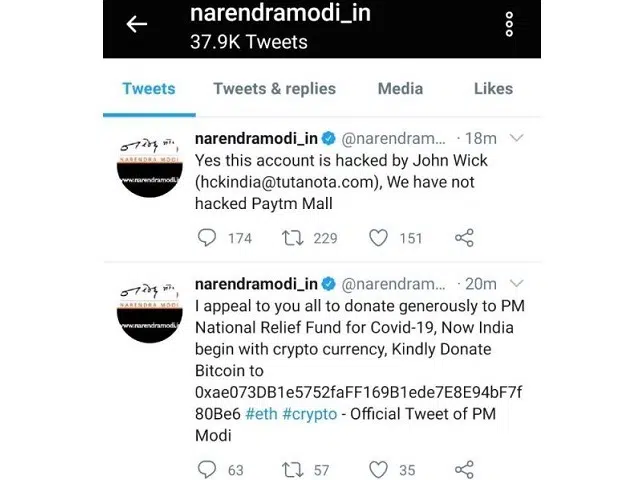 narendramodi_in
37.9K Tweets
Tweets Tweets & replies Media Likes
narendramodi_in @narendram... · 18m
NARENDRA MODI
www.narendramodi.i
Yes this account is hacked by John Wick
(hckindia@tutanota.com), We have not
hacked Paytm Mall
174 229 151
narendramodi_in @narendram... · 20m
NARENDRA MODI
www.narendramodi.i
I appeal to you all to donate generously to PM
National Relief Fund for Covid-19, Now India
begin with crypto currency, Kindly Donate
Bitcoin to
0xae073DB1e5752faFF169B1ede7E8E94bF7f
80Be6 #eth #crypto - Official Tweet of PM
Modi
63 57 35